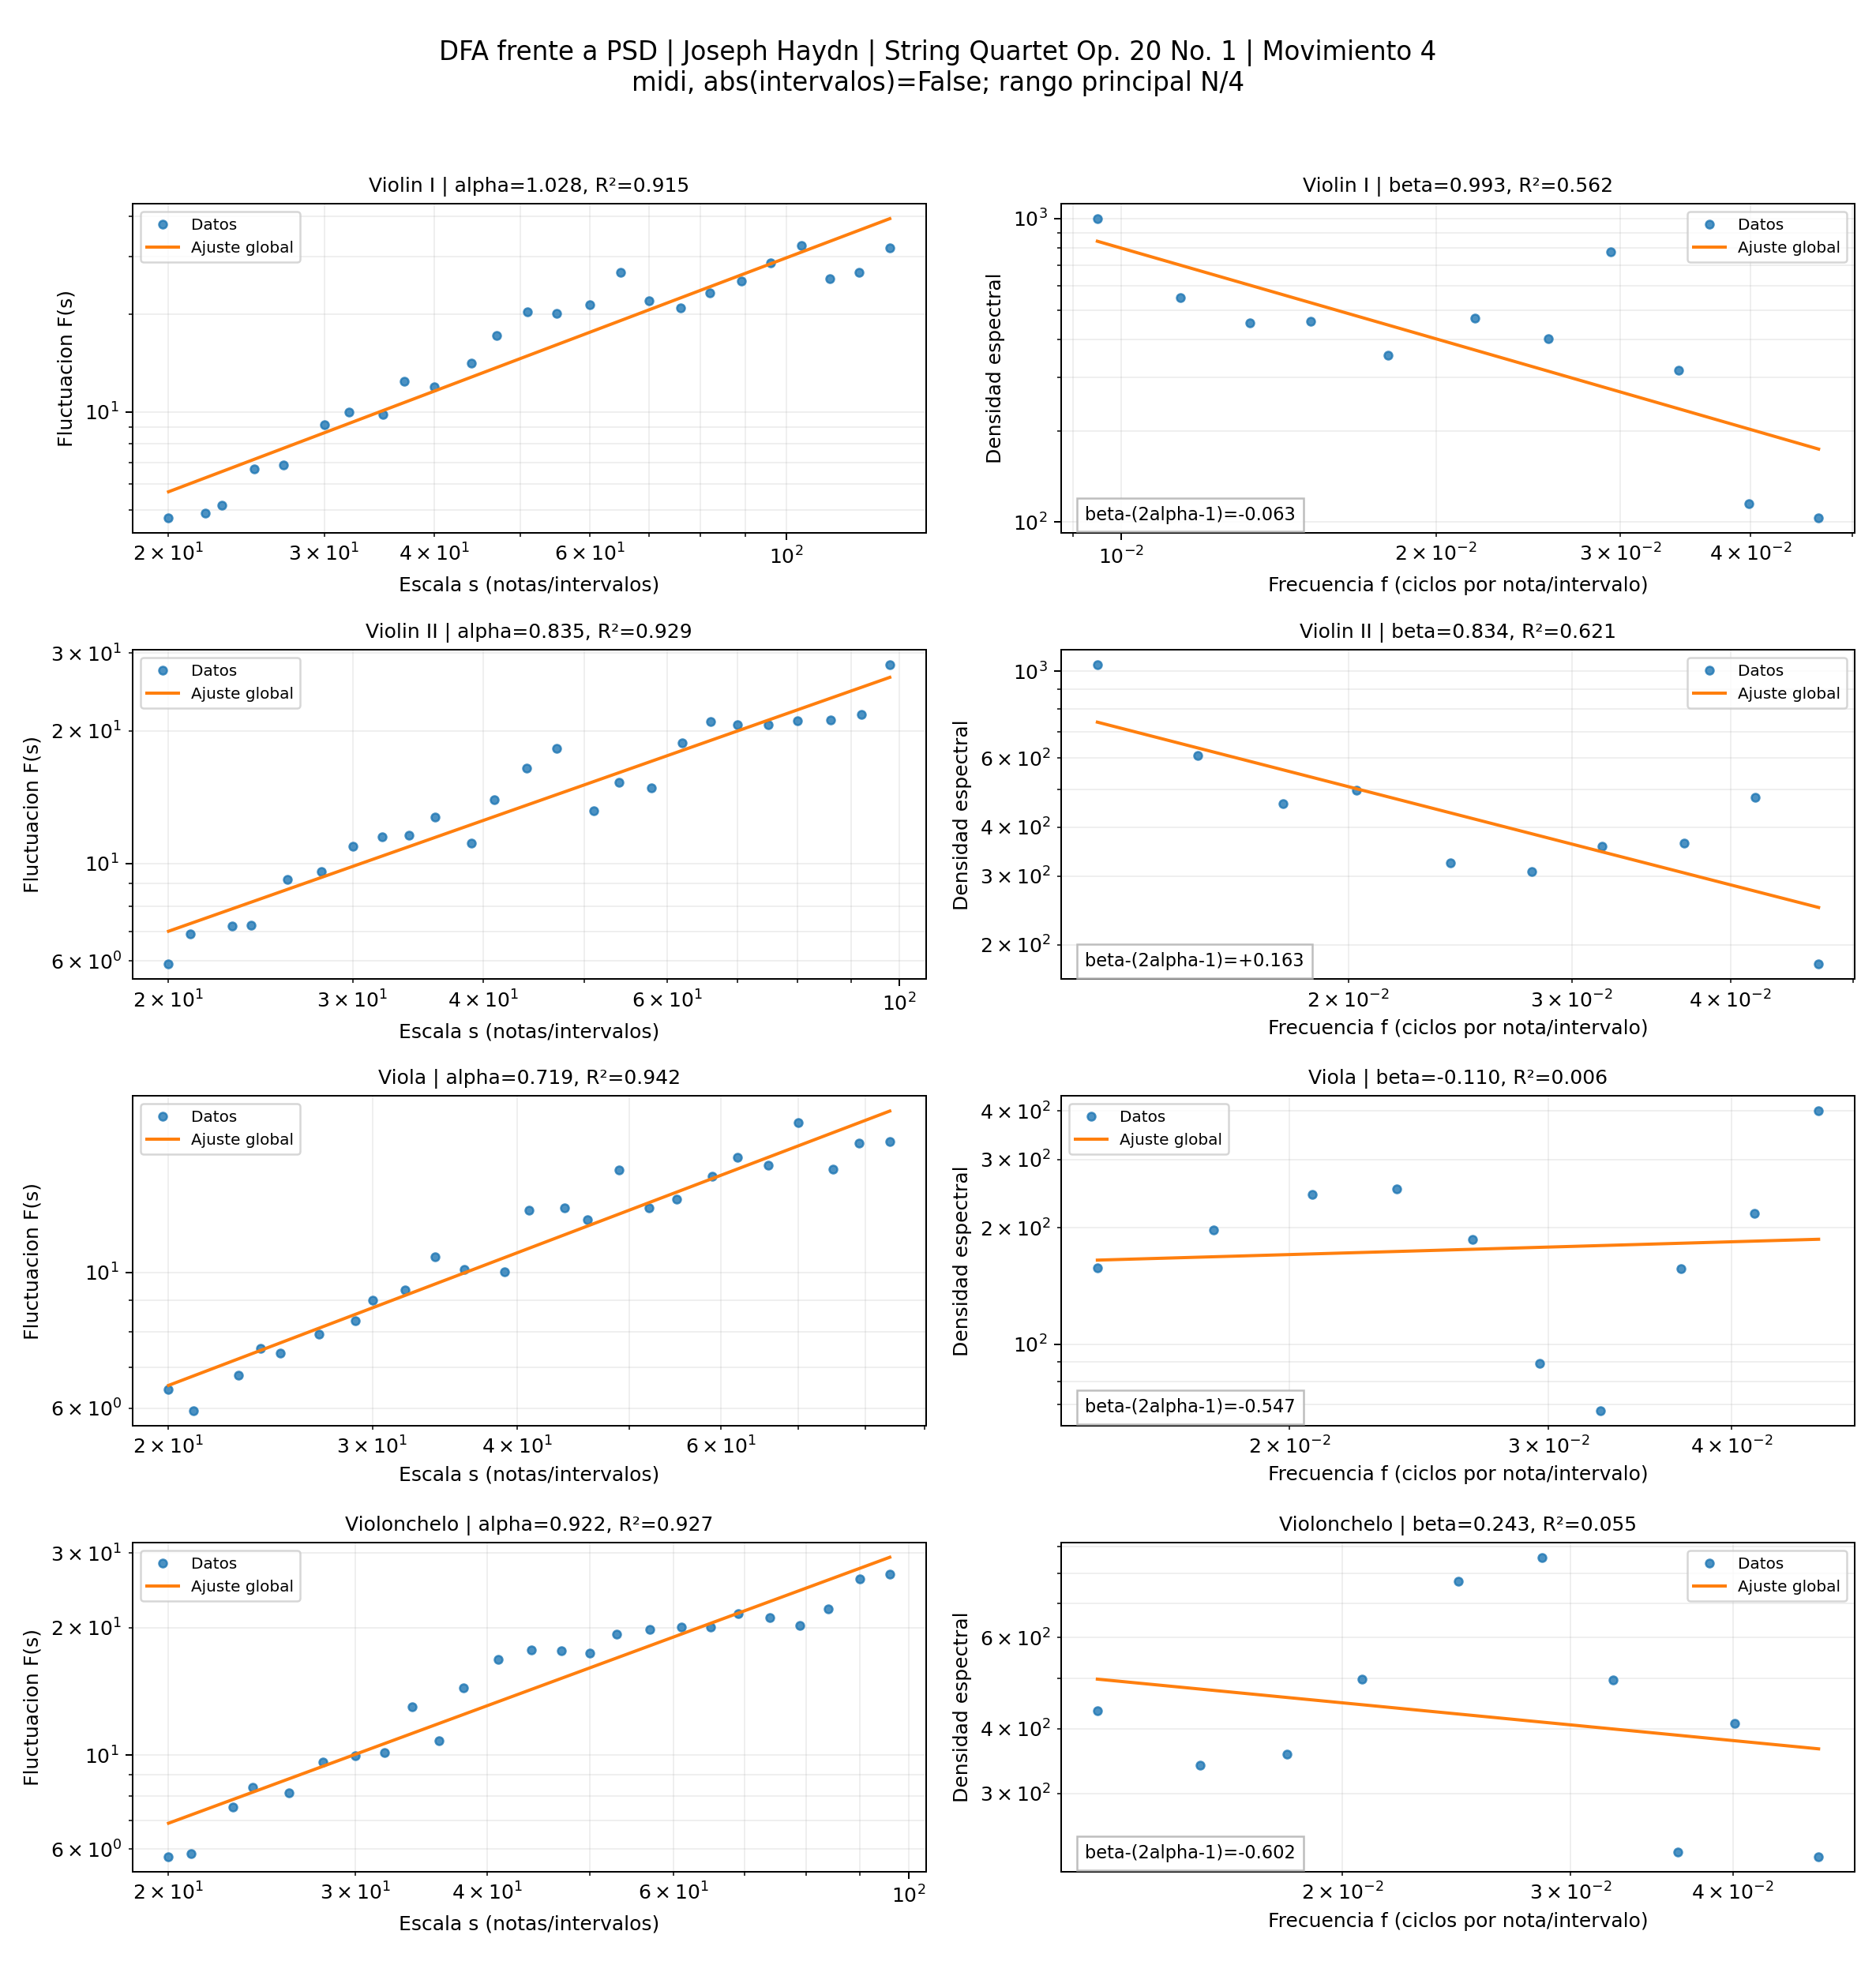 DFA frente a PSD | Joseph Haydn | String Quartet Op. 20 No. 1 | Movimiento 4
midi, abs(intervalos)=False; rango principal N/4
Violin I | alpha=1.028, R²=0.915
Datos
Ajuste global
Fluctuacion F(s)
10¹
2 × 10¹ 3 × 10¹ 4 × 10¹ 6 × 10¹ 10²
Escala s (notas/intervalos)
Violin I | beta=0.993, R²=0.562
Datos
Ajuste global
Densidad espectral
10³
10²
beta-(2alpha-1)=-0.063
10⁻² 2 × 10⁻² 3 × 10⁻² 4 × 10⁻²
Frecuencia f (ciclos por nota/intervalo)
Violin II | alpha=0.835, R²=0.929
Datos
Ajuste global
Fluctuacion F(s)
3 × 10¹
2 × 10¹
10¹
6 × 10⁰
2 × 10¹ 3 × 10¹ 4 × 10¹ 6 × 10¹ 10²
Escala s (notas/intervalos)
Violin II | beta=0.834, R²=0.621
Datos
Ajuste global
Densidad espectral
10³
6 × 10²
4 × 10²
3 × 10²
2 × 10²
beta-(2alpha-1)=+0.163
2 × 10⁻² 3 × 10⁻² 4 × 10⁻²
Frecuencia f (ciclos por nota/intervalo)
Viola | alpha=0.719, R²=0.942
Datos
Ajuste global
Fluctuacion F(s)
10¹
6 × 10⁰
2 × 10¹ 3 × 10¹ 4 × 10¹ 6 × 10¹
Escala s (notas/intervalos)
Viola | beta=-0.110, R²=0.006
Datos
Ajuste global
Densidad espectral
4 × 10²
3 × 10²
2 × 10²
10²
beta-(2alpha-1)=-0.547
2 × 10⁻² 3 × 10⁻² 4 × 10⁻²
Frecuencia f (ciclos por nota/intervalo)
Violonchelo | alpha=0.922, R²=0.927
Datos
Ajuste global
Fluctuacion F(s)
3 × 10¹
2 × 10¹
10¹
6 × 10⁰
2 × 10¹ 3 × 10¹ 4 × 10¹ 6 × 10¹ 10²
Escala s (notas/intervalos)
Violonchelo | beta=0.243, R²=0.055
Datos
Ajuste global
Densidad espectral
6 × 10²
4 × 10²
3 × 10²
beta-(2alpha-1)=-0.602
2 × 10⁻² 3 × 10⁻² 4 × 10⁻²
Frecuencia f (ciclos por nota/intervalo)